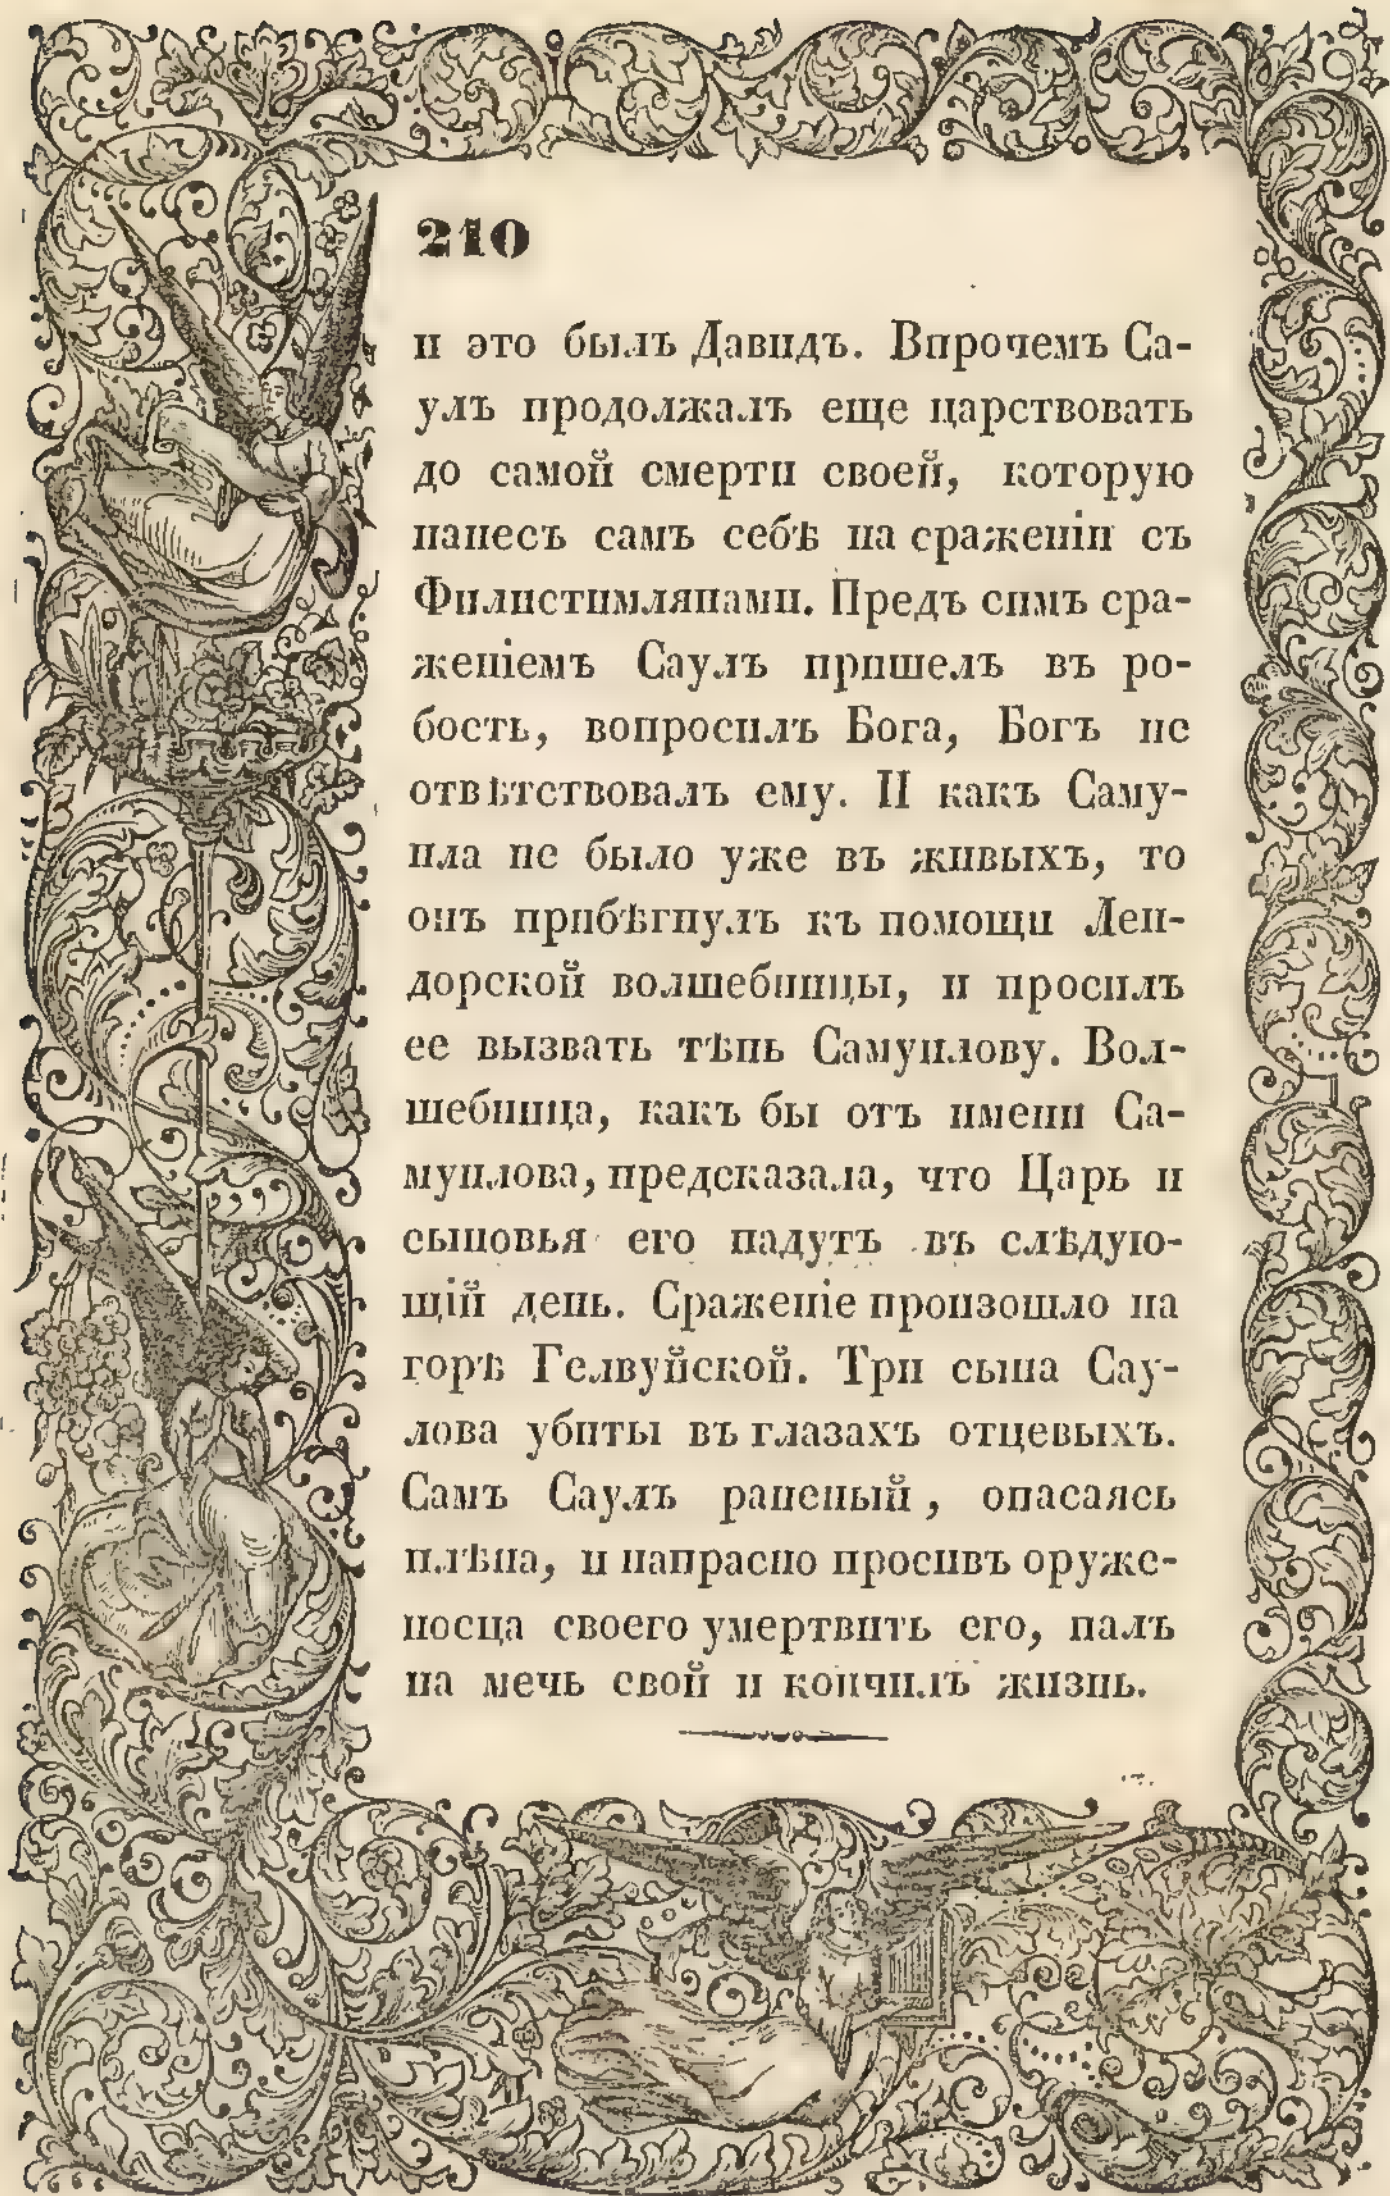 210
и это былъ Давидъ. Впрочемъ Са-
улъ продолжалъ еще царствовать
до самой смерти своей, которую
нанесъ самъ себѣ на сраженіи съ
Филистимлянами. Предъ симъ сра-
женіемъ Саулъ пришелъ въ ро-
бость, вопросилъ Бога, Богъ не
отвѣтствовалъ ему. И какъ Саму-
ила не было уже въ живыхъ, то
онъ прибѣгнулъ къ помощи Лен-
дорской волшебницы, и просилъ
ее вызвать тѣнь Самуилову. Вол-
шебница, какъ бы отъ имени Са-
муилова, предсказала, что Царь и
сыновья его падутъ въ слѣдую-
щій день. Сраженіе произошло на
горѣ Гелвуйской. Три сына Сау-
лова убиты въ глазахъ отцевыхъ.
Самъ Саулъ раненый, опасаясь
плѣна, и напрасно просивъ оруже-
носца своего умертвить его, палъ
на мечь свой и кончилъ жизнь.